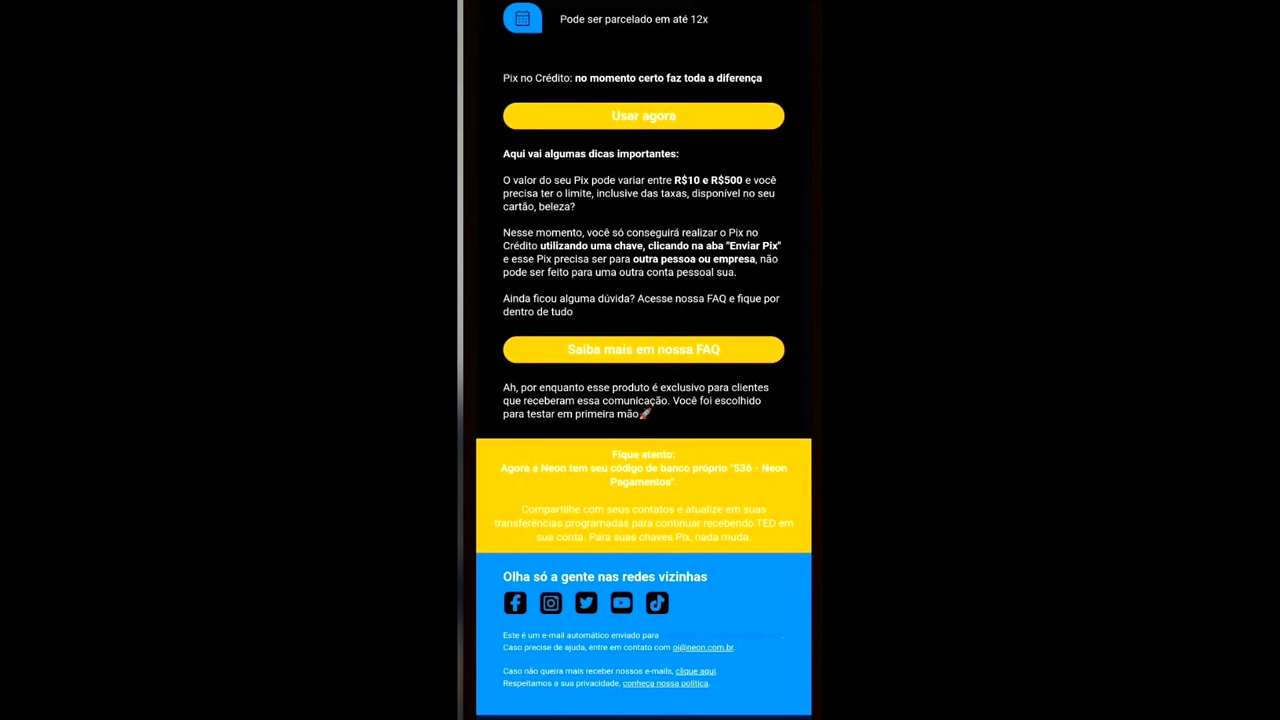 Pode ser parcelado em até 12x
Pix no Crédito: no momento certo faz toda a diferença
Usar agora
Aqui vai algumas dicas importantes:
O valor do seu Pix pode variar entre R$10 e R$500 e você
precisa ter o limite, inclusive das taxas, disponível no seu
cartão, beleza?
Nesse momento, você só conseguirá realizar o Pix no
Crédito utilizando uma chave, clicando na aba "Enviar Pix"
e esse Pix precisa ser para outra pessoa ou empresa, não
pode ser feito para uma outra conta pessoal sua.
Ainda ficou alguma dúvida? Acesse nossa FAQ e fique por
dentro de tudo
Saiba mais em nossa FAQ
Ah, por enquanto esse produto é exclusivo para clientes
que receberam essa comunicação. Você foi escolhido
para testar em primeira mão🚀
Fique atento:
Agora a Neon tem seu código de banco próprio "536 - Neon
Pagamentos".
Compartilhe com seus contatos e atualize em suas
transferências programadas para continuar recebendo TED em
sua conta. Para suas chaves Pix, nada muda.
Olha só a gente nas redes vizinhas
Este é um e-mail automático enviado para
Caso precise de ajuda, entre em contato com oi@neon.com.br.
Caso não queira mais receber nossos e-mails, clique aqui.
Respeitamos a sua privacidade, conheça nossa política.